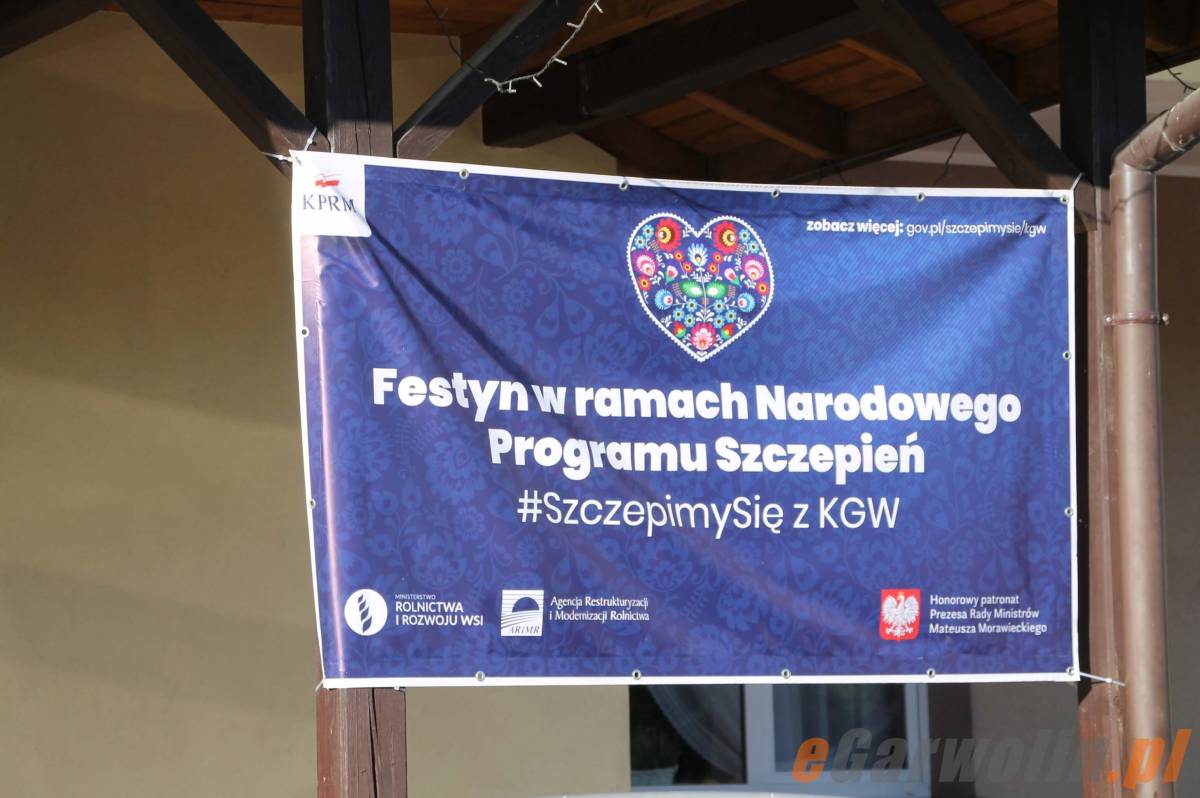 KPRM
zobacz więcej: gov.pl/szczepimysie/kgw
Festyn w ramach Narodowego
Programu Szczepień
#SzczepimySię z KGW
MINISTERSTWO
ROLNICTWA
I ROZWOJU WSI
ARiMR
Agencja Restrukturyzacji
i Modernizacji Rolnictwa
Honorowy patronat
Prezesa Rady Ministrów
Mateusza Morawieckiego
eGarwolin.pl